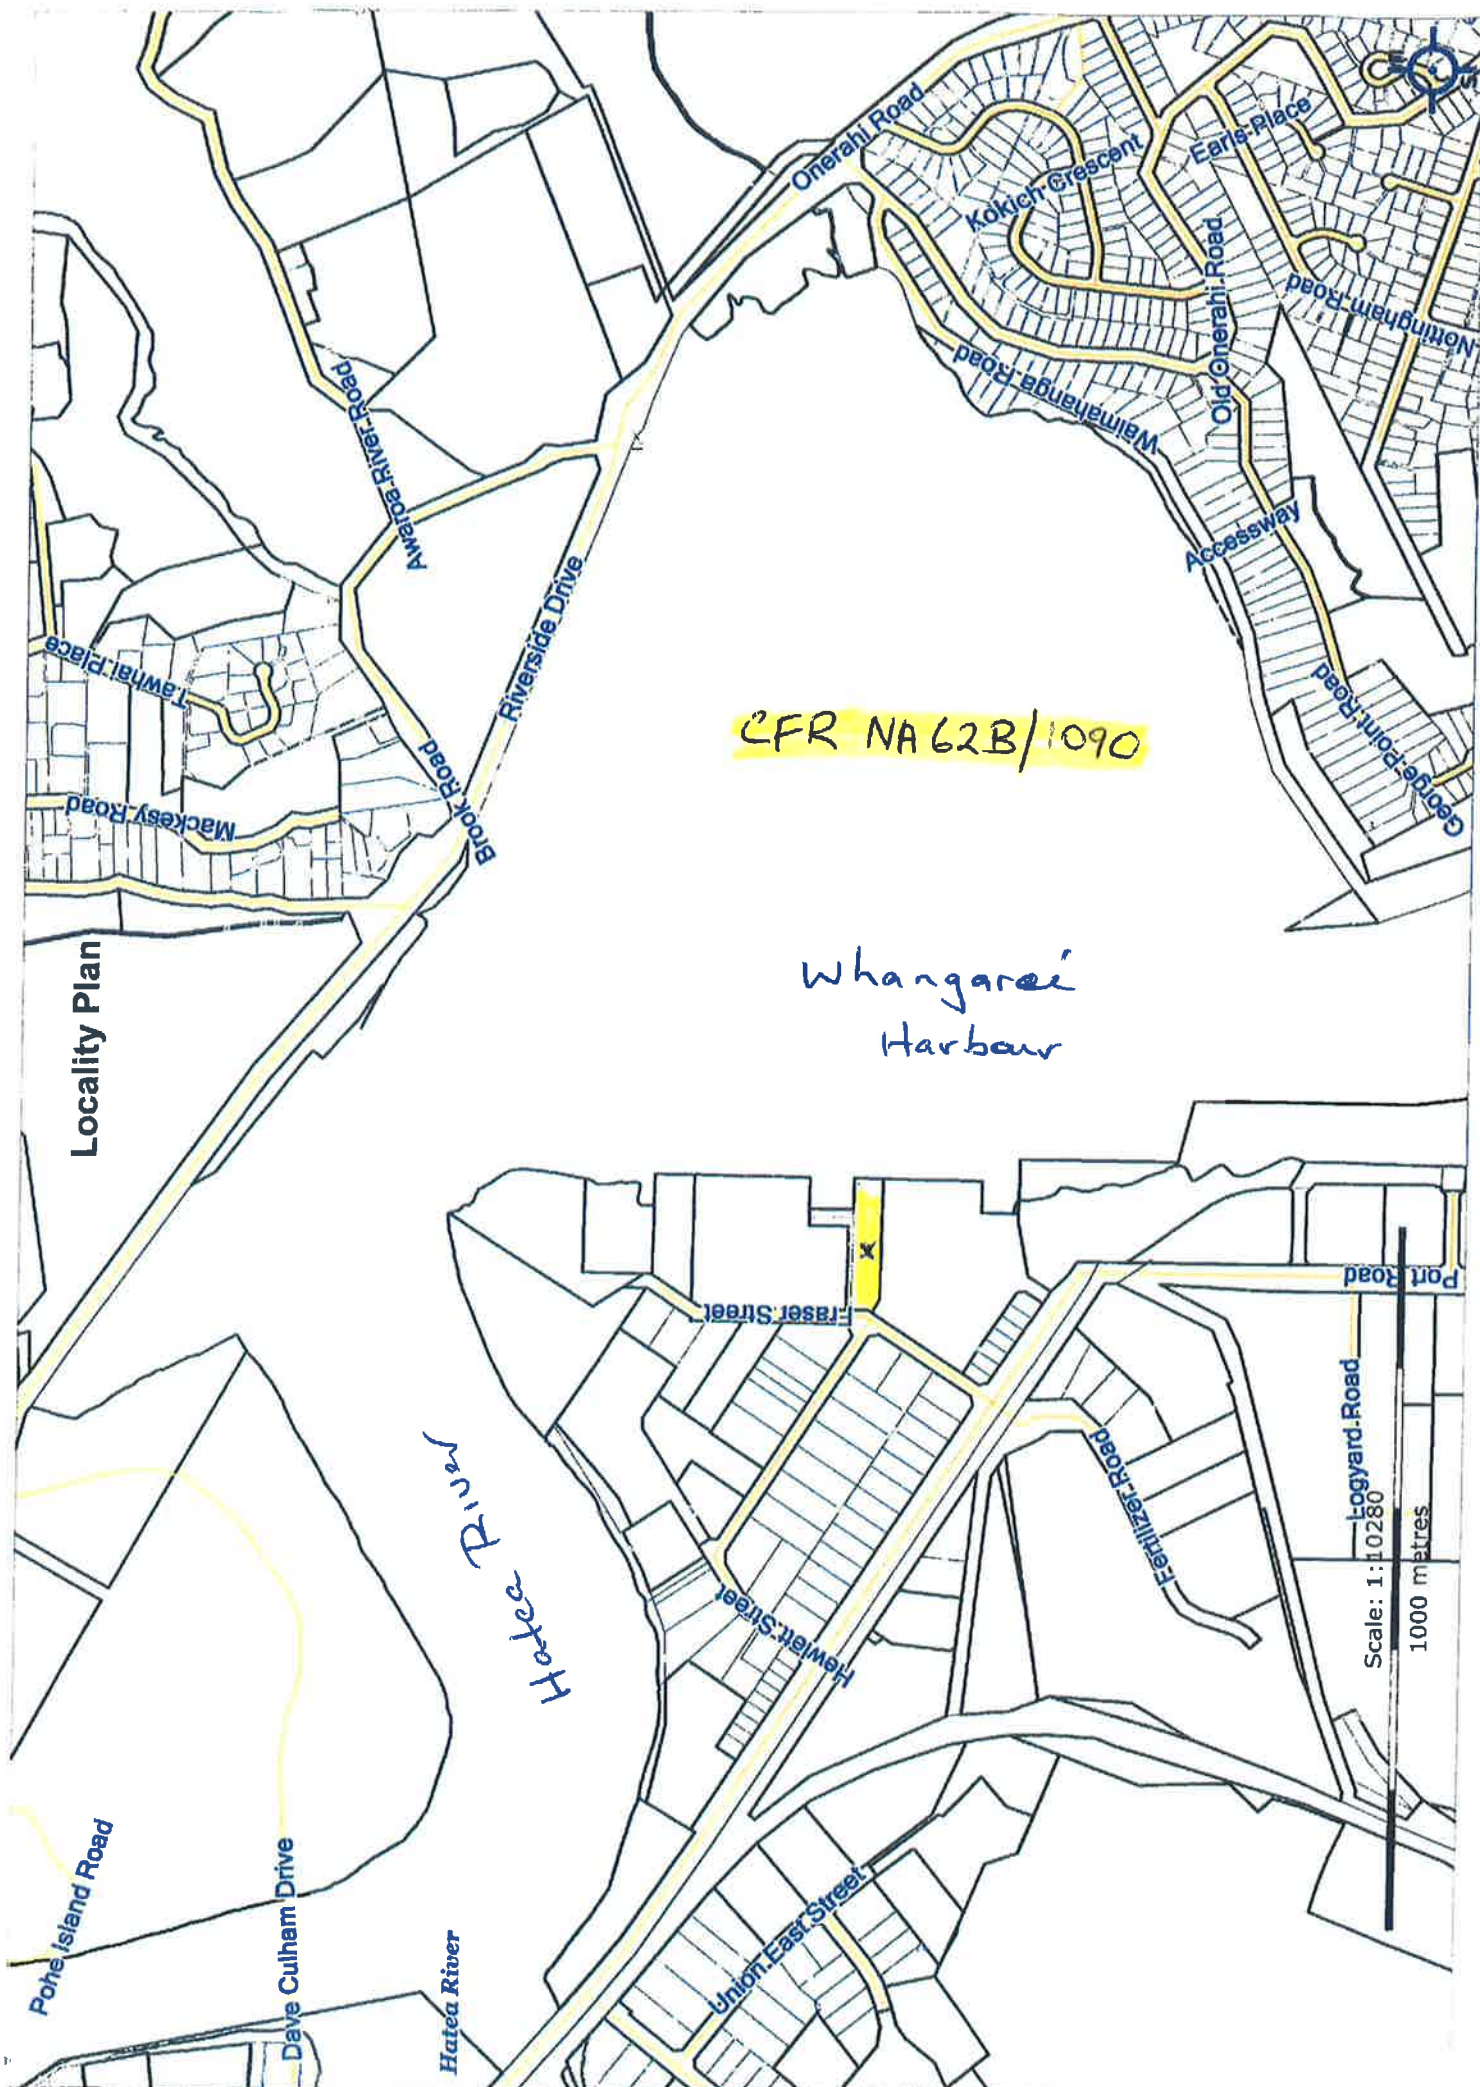 Locality Plan
Pohe Island Road
Dave Culham Drive
Hatea River
Hatea River
Mackesy Road
Tawhai Place
Brook Road
Awaroa River Road
Riverside Drive
Onerahi Road
Kokich Crescent
Earls Place
Old Onerahi Road
Nottingham Road
Waimahanga Road
Accessway
George Point Road
CFR NA 62B/1090
Whangarei
Harbour
Fraser Street
Hewlett Street
Union East Street
Fertilizer Road
Port Road
Logyard Road
Scale: 1:10280
1000 metres
x